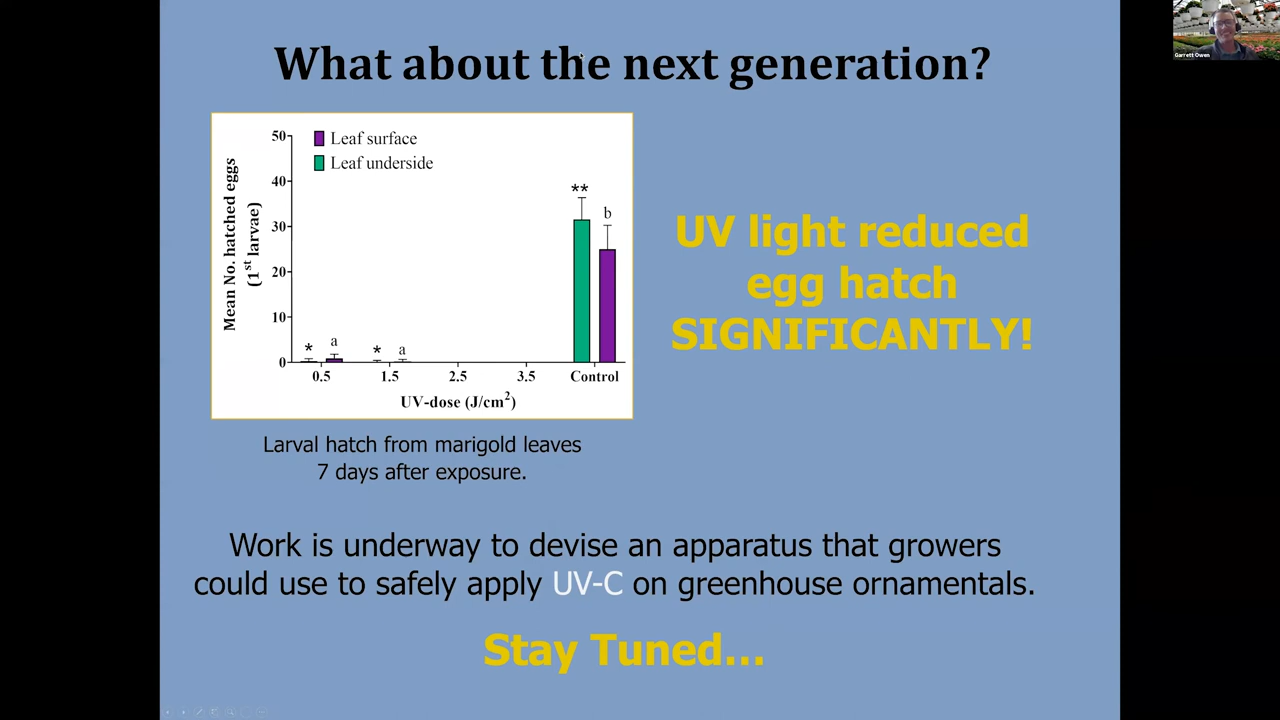 What about the next generation?
Garrett Owen
50
40
30
20
10
0
Mean No. hatched eggs
(1st larvae)
Leaf surface
Leaf underside
*
a
*
a
**
b
0.5
1.5
2.5
3.5
Control
UV-dose (J/cm2)
Larval hatch from marigold leaves
7 days after exposure.
UV light reduced
egg hatch
SIGNIFICANTLY!
Work is underway to devise an apparatus that growers
could use to safely apply UV-C on greenhouse ornamentals.
Stay Tuned...